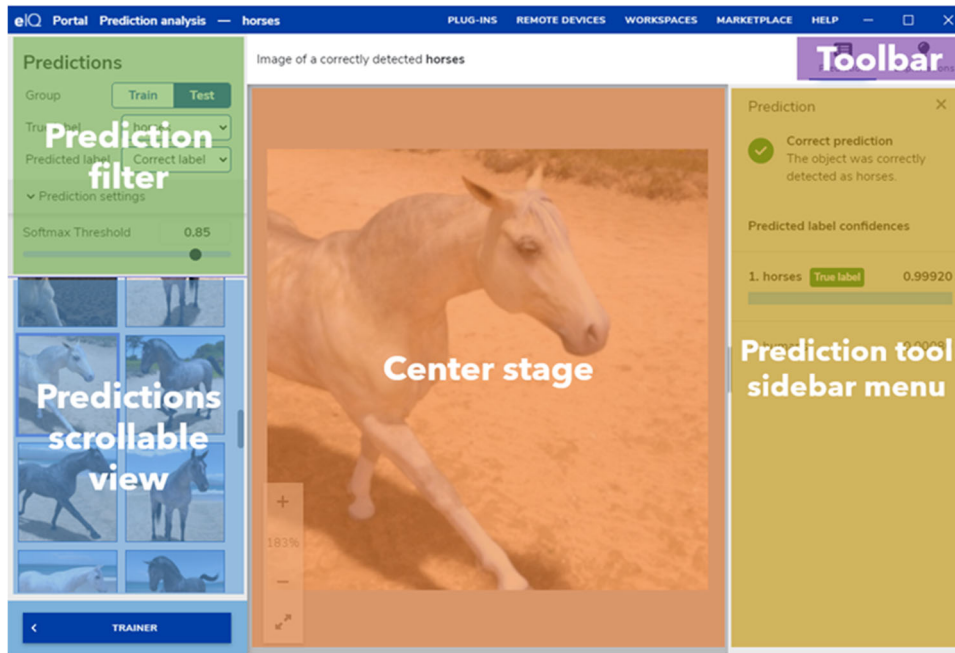 eIQ Portal Prediction analysis — horses PLUG-INS REMOTE DEVICES WORKSPACES MARKETPLACE HELP
Predictions
Image of a correctly detected horses
Toolbar
Group Train Test
Predicted label Correct label
Prediction
filter
Prediction settings
Softmax Threshold 0.85
Predictions
scrollable
view
TRAINER
Center stage
183%
Prediction
Correct prediction
The object was correctly
detected as horses.
Predicted label confidences
1. horses True label 0.99920
Prediction tool
sidebar menu